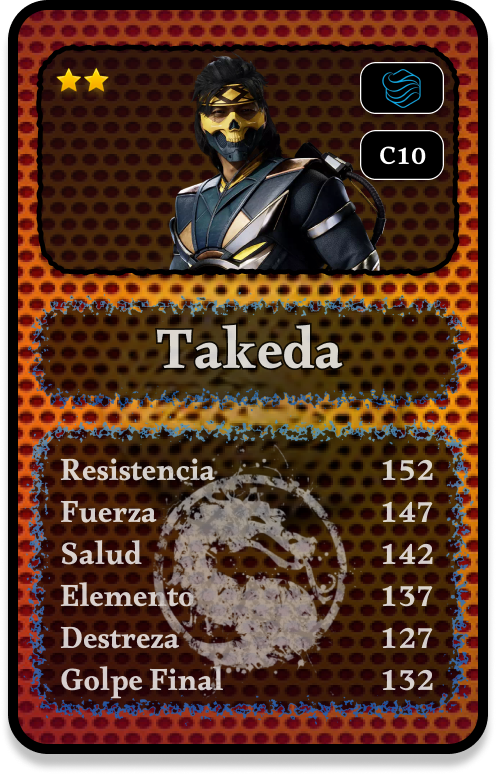 C10
Takeda
Resistencia 152
Fuerza 147
Salud 142
Elemento 137
Destreza 127
Golpe Final 132